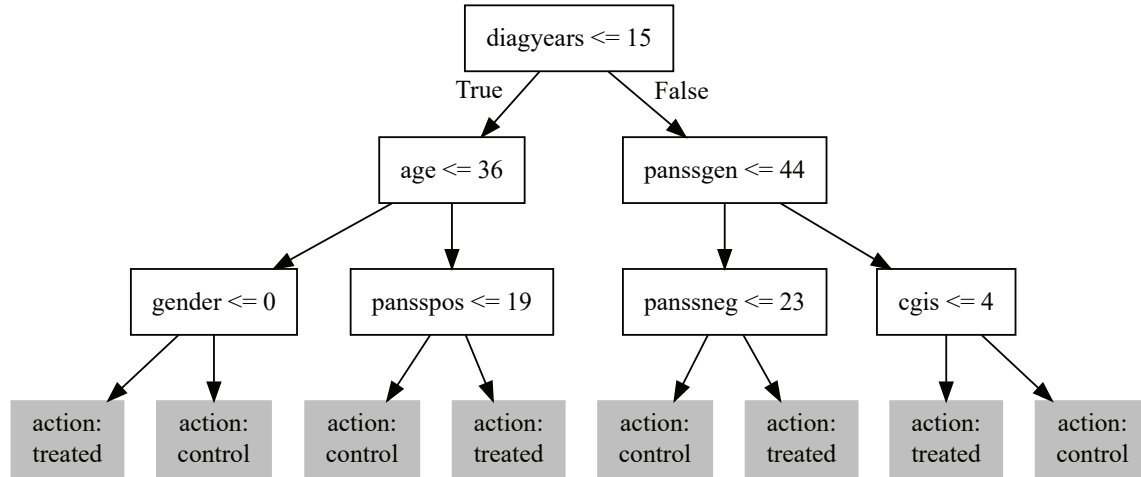 diagyears <= 15
True
False
age <= 36
panssgen <= 44
gender <= 0
pansspos <= 19
panssneg <= 23
cgis <= 4
action:
treated
action:
control
action:
control
action:
treated
action:
control
action:
treated
action:
treated
action:
control